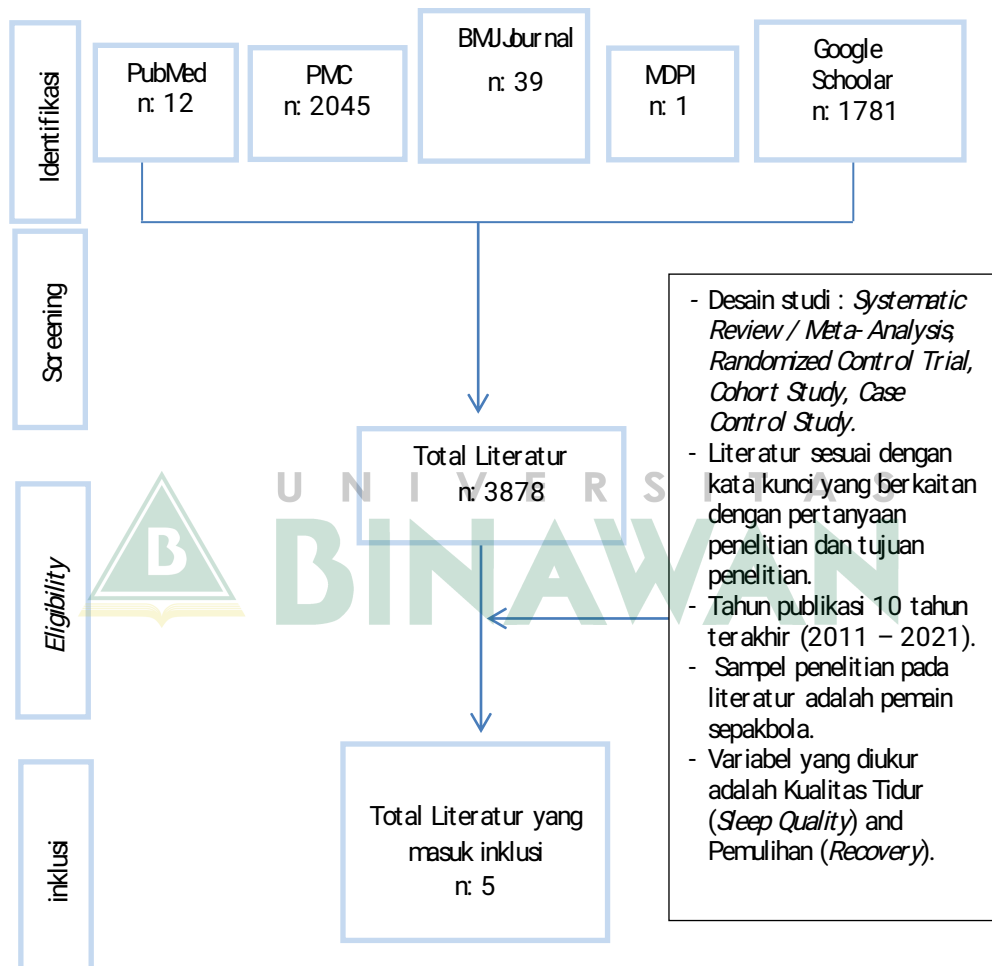 Identifikasi
PubMed
n: 12
PMC
n: 2045
BMJ Journal
n: 39
MDPI
n: 1
Google
Schoolar
n: 1781
Screening
Total Literatur
n: 3878
- Desain studi : Systematic
Review / Meta- Analysis,
Randomized Control Trial,
Cohort Study, Case
Control Study.
- Literatur sesuai dengan
kata kunci yang berkaitan
dengan pertanyaan
penelitian dan tujuan
penelitian.
- Tahun publikasi 10 tahun
terakhir (2011 – 2021).
- Sampel penelitian pada
literatur adalah pemain
sepakbola.
- Variabel yang diukur
adalah Kualitas Tidur
(Sleep Quality) and
Pemulihan (Recovery).
Eligibility
B
UNIVERSITAS
BINAWAN
inklusi
Total Literatur yang
masuk inklusi
n: 5